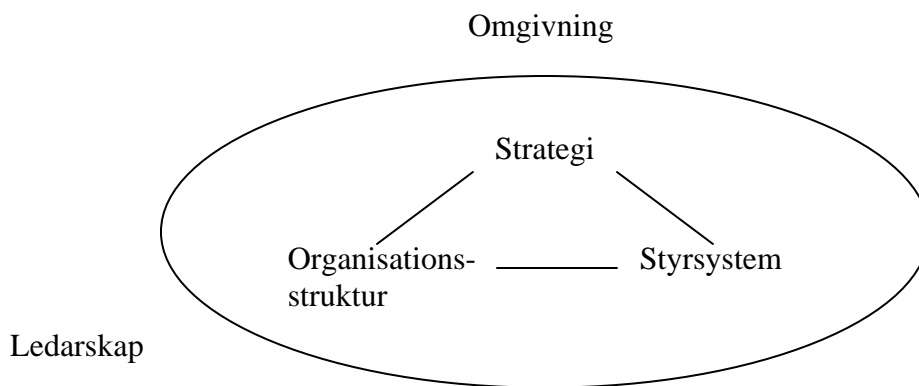 Omgivning
Strategi
Organisations-
struktur
Styrsystem
Ledarskap